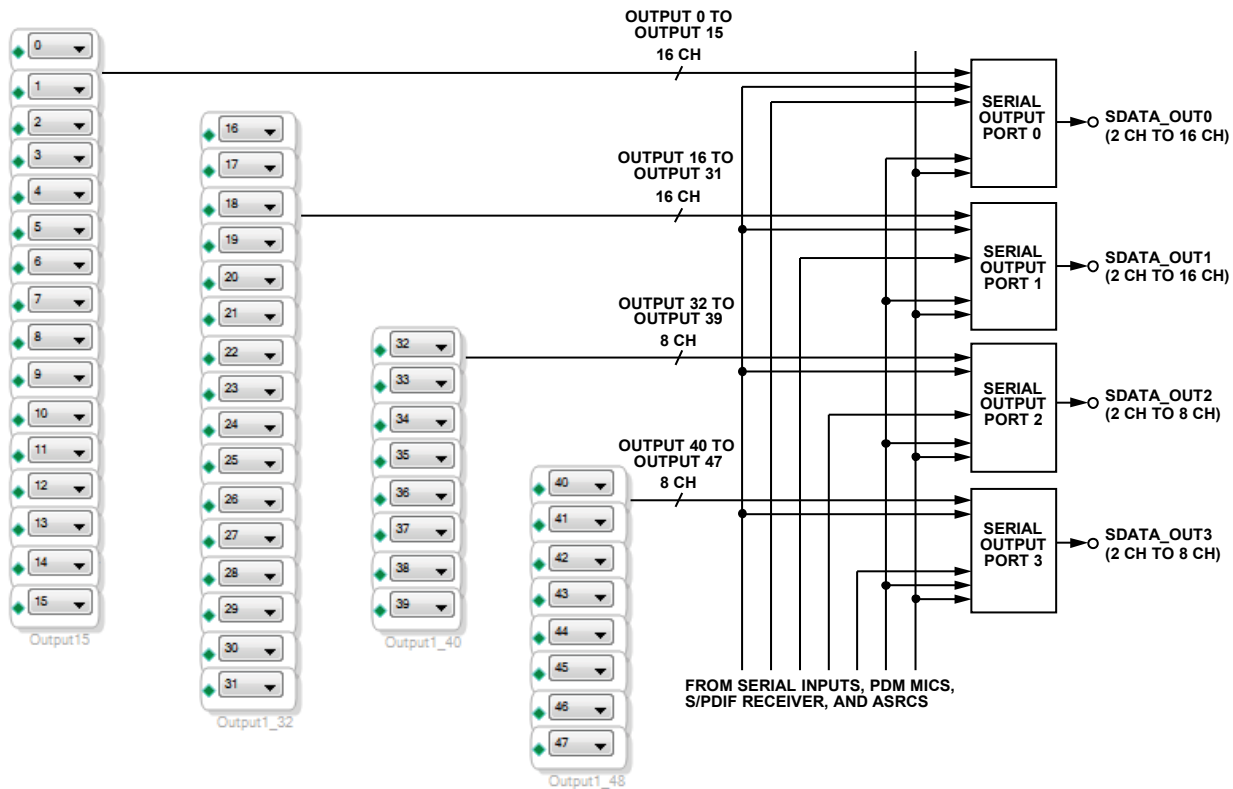 0
1
2
3
4
5
6
7
8
9
10
11
12
13
14
15
Output15
16
17
18
19
20
21
22
23
24
25
26
27
28
29
30
31
Output1_32
32
33
34
35
36
37
38
39
Output1_40
40
41
42
43
44
45
46
47
Output1_48
OUTPUT 0 TO
OUTPUT 15
16 CH
OUTPUT 16 TO
OUTPUT 31
16 CH
OUTPUT 32 TO
OUTPUT 39
8 CH
OUTPUT 40 TO
OUTPUT 47
8 CH
SERIAL
OUTPUT
PORT 0
SDATA_OUT0
(2 CH TO 16 CH)
SERIAL
OUTPUT
PORT 1
SDATA_OUT1
(2 CH TO 16 CH)
SERIAL
OUTPUT
PORT 2
SDATA_OUT2
(2 CH TO 8 CH)
SERIAL
OUTPUT
PORT 3
SDATA_OUT3
(2 CH TO 8 CH)
FROM SERIAL INPUTS, PDM MICS,
S/PDIF RECEIVER, AND ASRCS